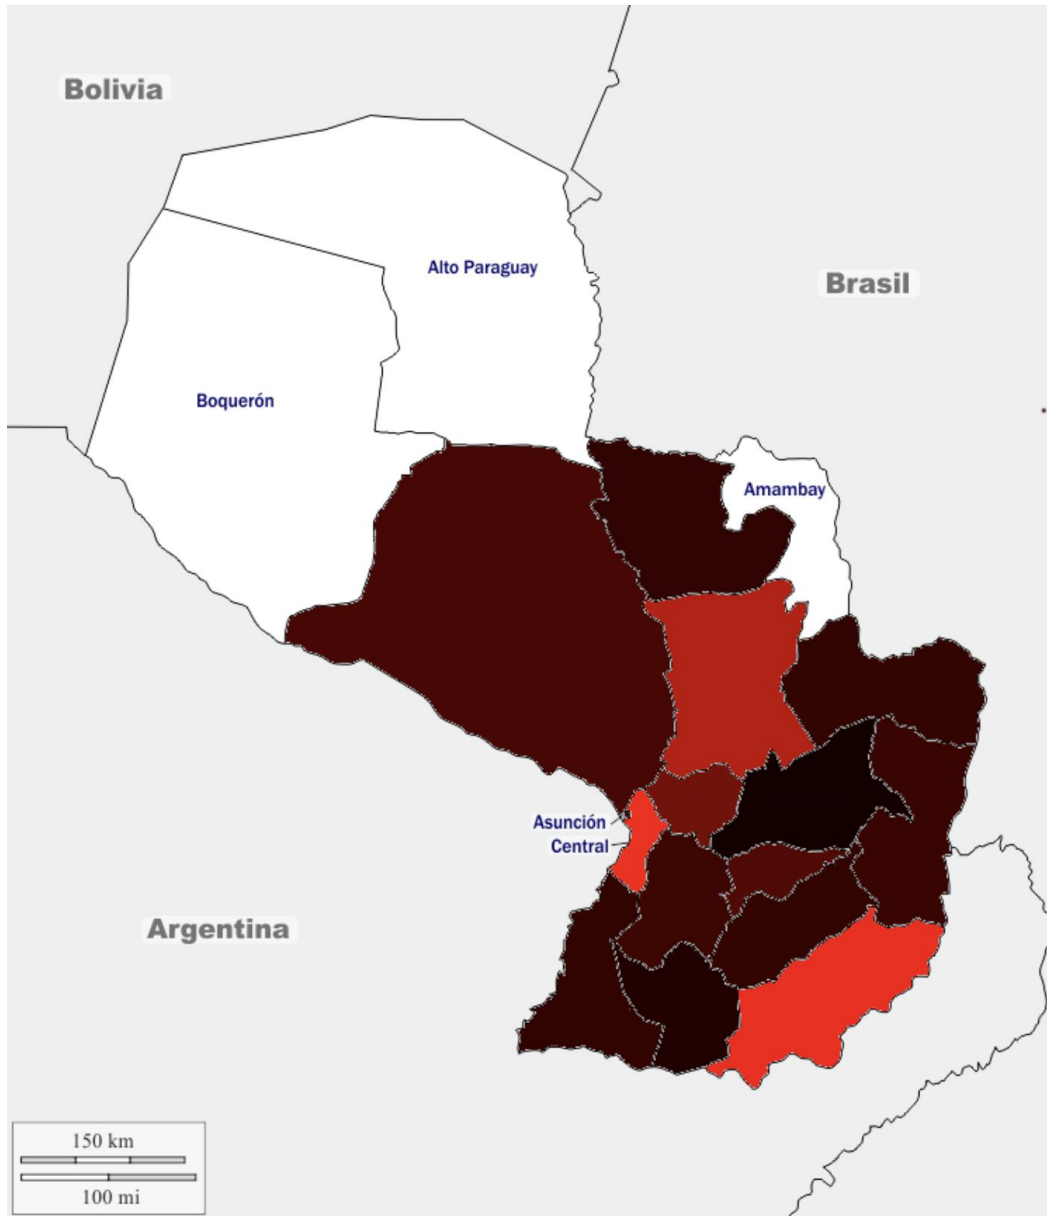 Bolivia
Alto Paraguay
Brasil
Boquerón
Amambay
Asunción
Central
Argentina
150 km
100 mi